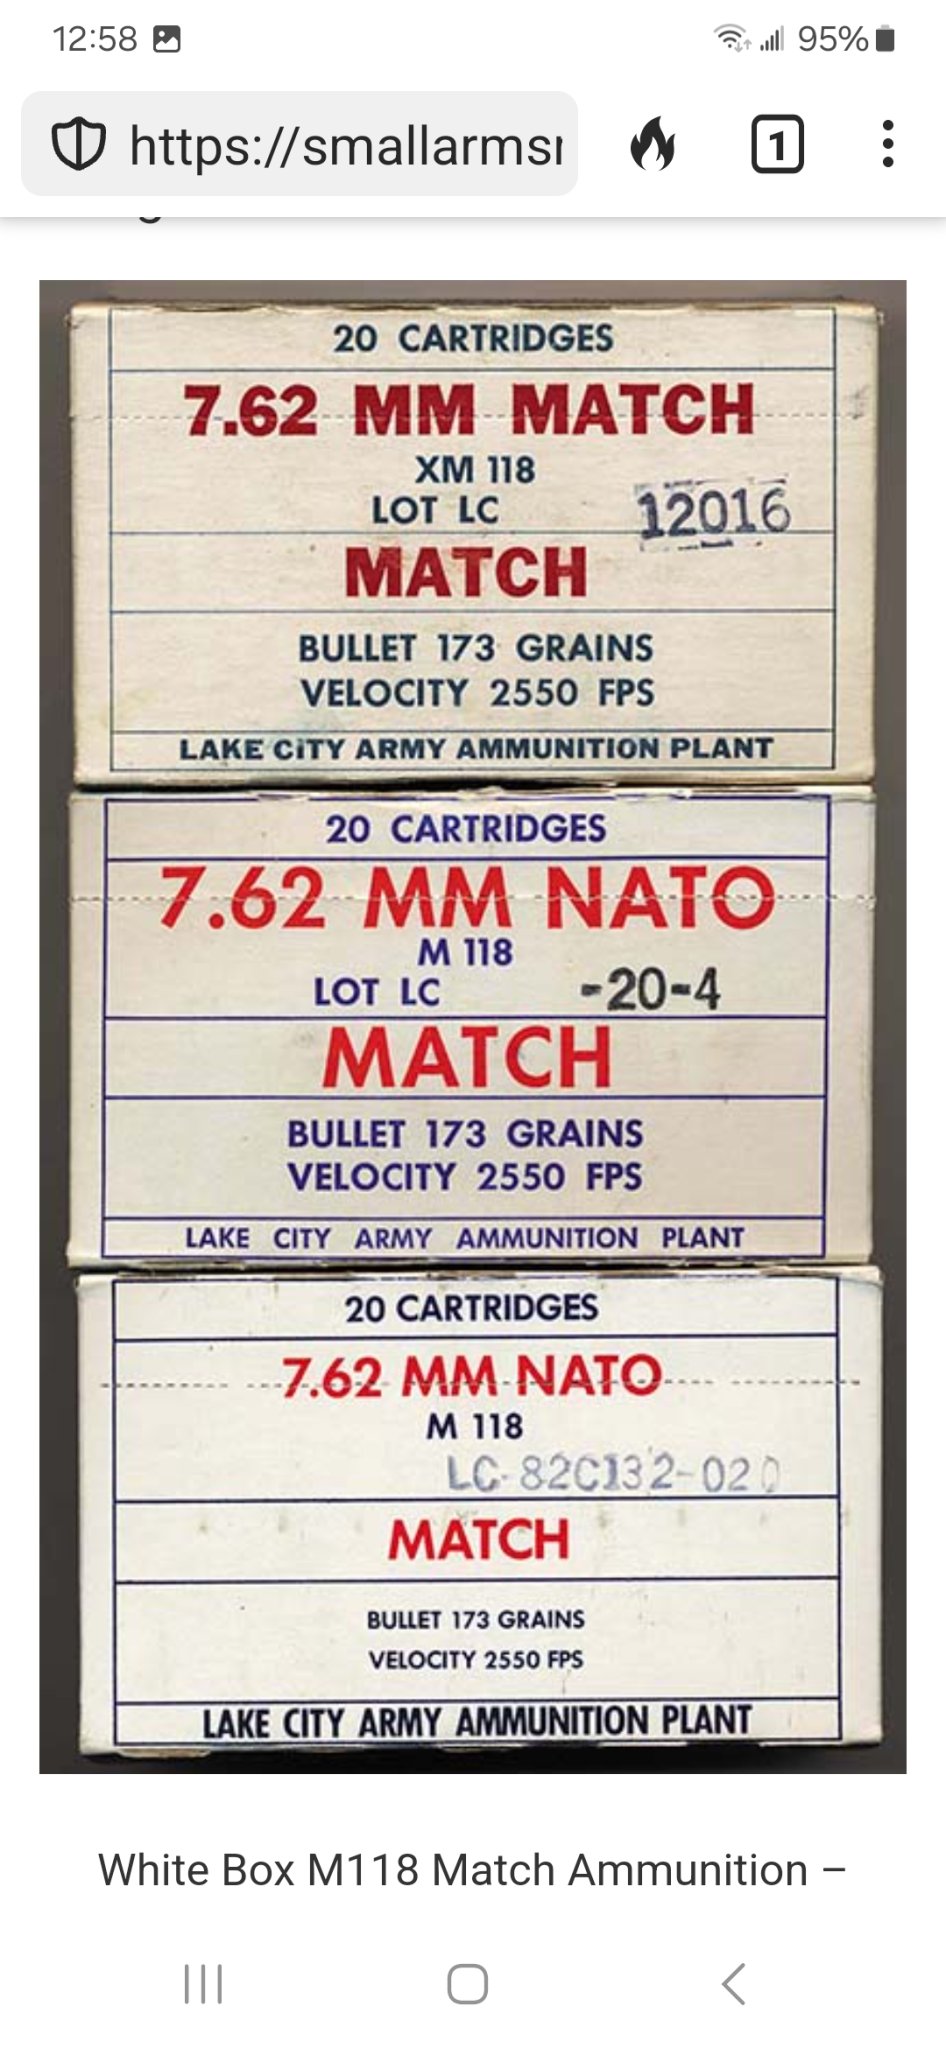 12:58
95%
https://smallarmsr
1
20 CARTRIDGES
7.62 MM MATCH
XM 118
LOT LC 12016
MATCH
BULLET 173 GRAINS
VELOCITY 2550 FPS
LAKE CITY ARMY AMMUNITION PLANT
20 CARTRIDGES
7.62 MM NATO
M 118
LOT LC -20-4
MATCH
BULLET 173 GRAINS
VELOCITY 2550 FPS
LAKE CITY ARMY AMMUNITION PLANT
20 CARTRIDGES
7.62 MM NATO
M 118
LC-82C132-020
MATCH
BULLET 173 GRAINS
VELOCITY 2550 FPS
LAKE CITY ARMY AMMUNITION PLANT
White Box M118 Match Ammunition –